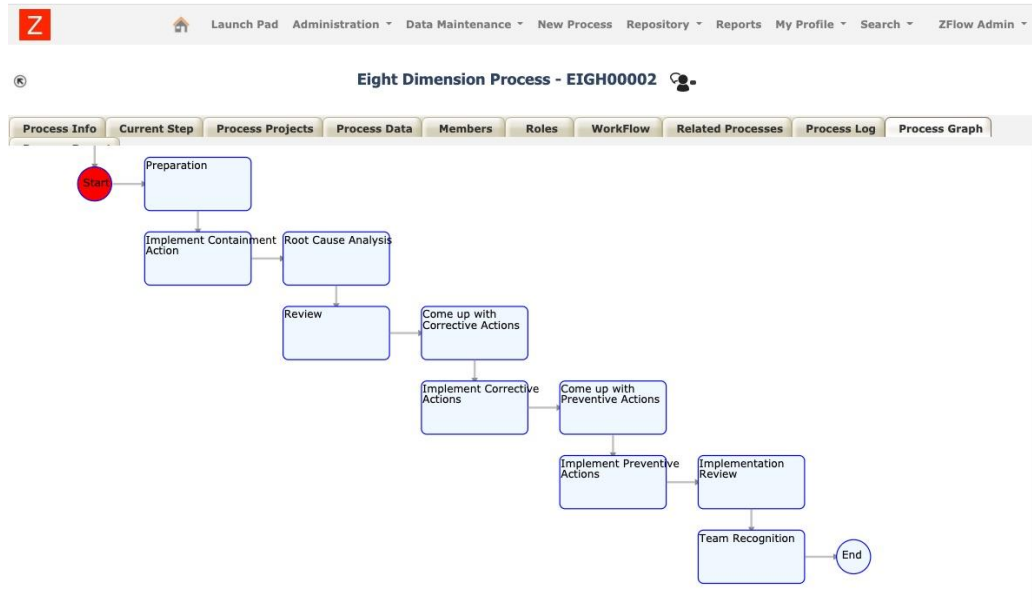 Z
Launch Pad Administration Data Maintenance New Process Repository Reports My Profile Search ZFlow Admin
Eight Dimension Process - EIGH00002
Process Info Current Step Process Projects Process Data Members Roles WorkFlow Related Processes Process Log Process Graph
Start
Preparation
Implement Containment
Action
Root Cause Analysis
Review
Come up with
Corrective Actions
Implement Corrective
Actions
Come up with
Preventive Actions
Implement Preventive
Actions
Implementation
Review
Team Recognition
End